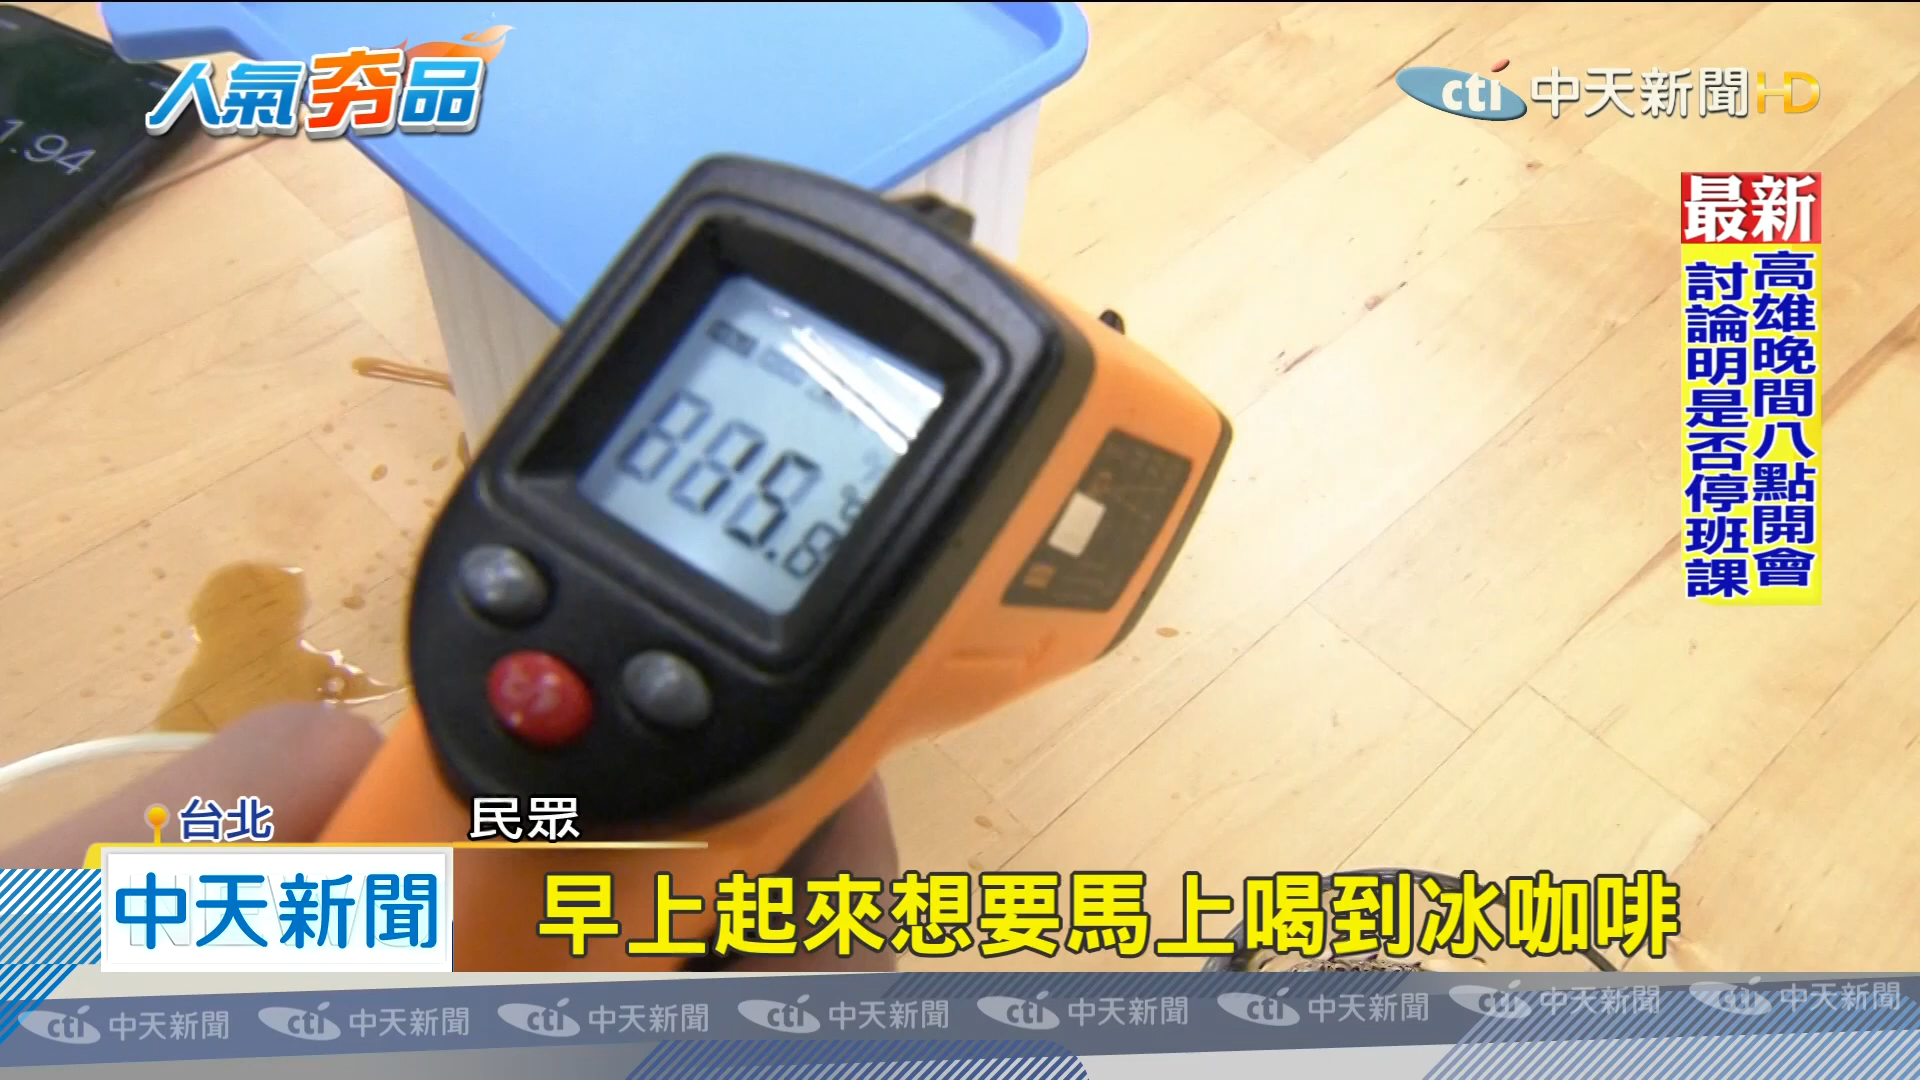 人氣夯品
cti 中天新聞HD
最新
高雄晚間八點開會
討論明是否停班課
1.94
台北
民眾
中天新聞
早上起來想要馬上喝到冰咖啡
cti 中天新聞 cti 中天新聞 cti 中天新聞 cti 中天新聞 cti 中天新聞 cti 中天新聞 cti 中天新聞 cti 中天新聞